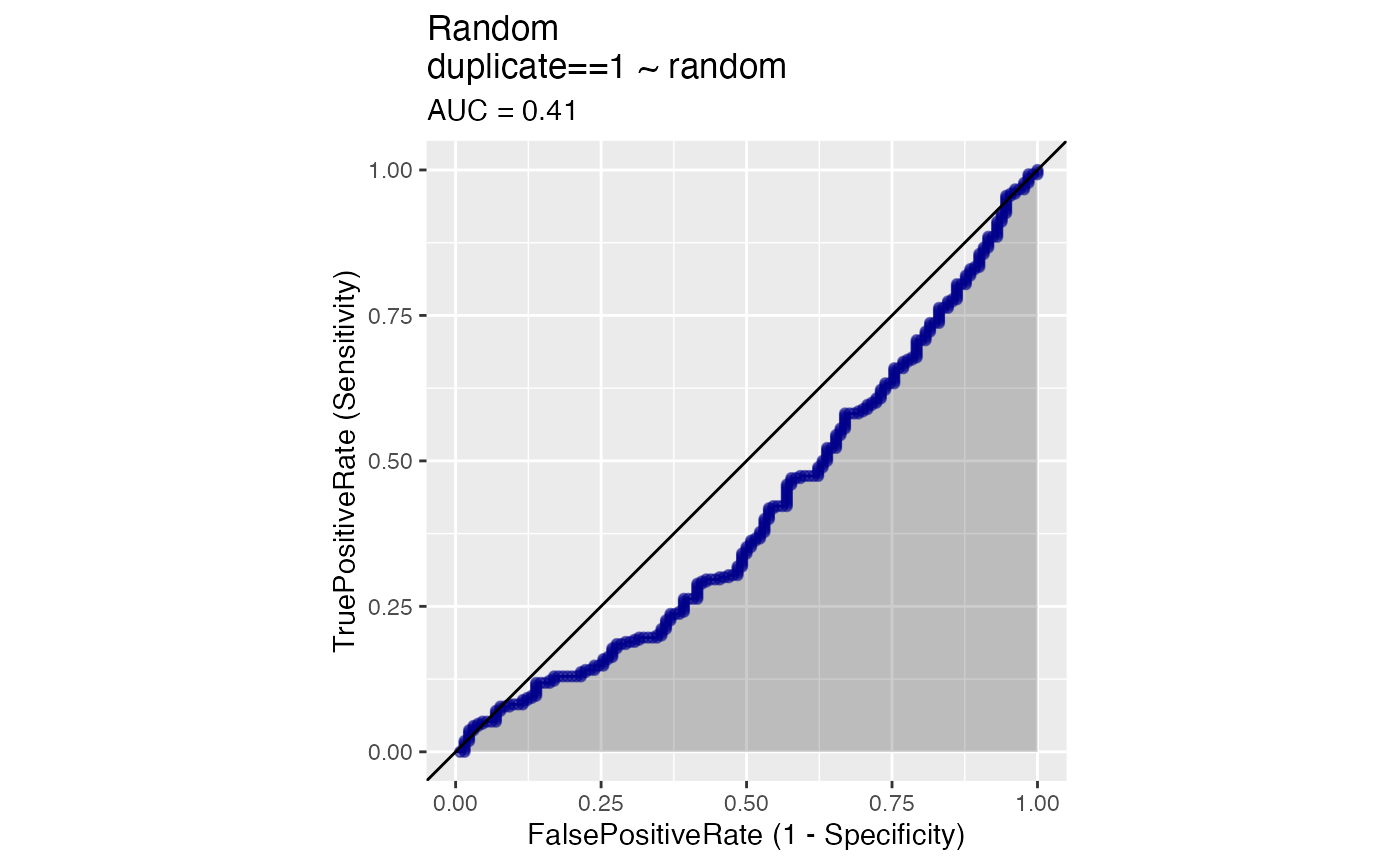 Random
duplicate==1 ~ random
AUC = 0.41
1.00
0.75
0.50
0.25
0.00
TruePositiveRate (Sensitivity)
0.00 0.25 0.50 0.75 1.00
FalsePositiveRate (1 - Specificity)